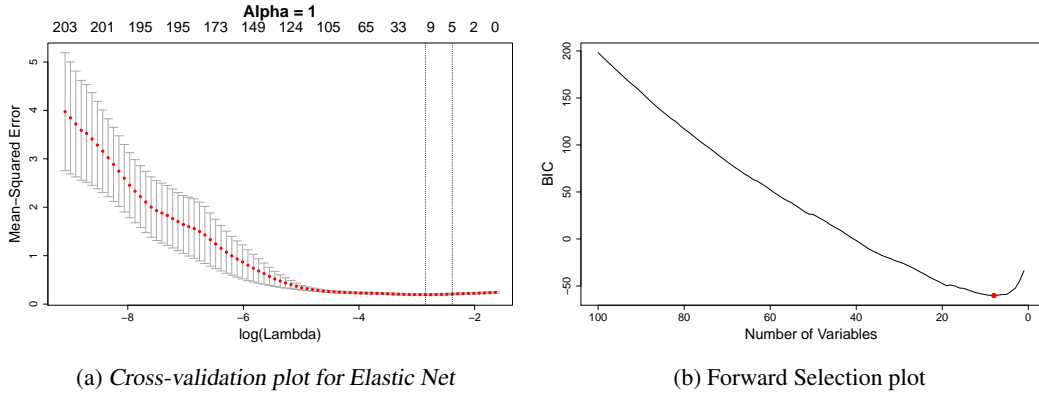 Alpha = 1
203 201 195 195 173 149 124 105 65 33 9 5 2 0
Mean−Squared Error
5
4
3
2
1
0
−8 −6 −4 −2
log(Lambda)
(a) Cross-validation plot for Elastic Net
BIC
200
150
100
50
0
−50
100 80 60 40 20 0
Number of Variables
(b) Forward Selection plot